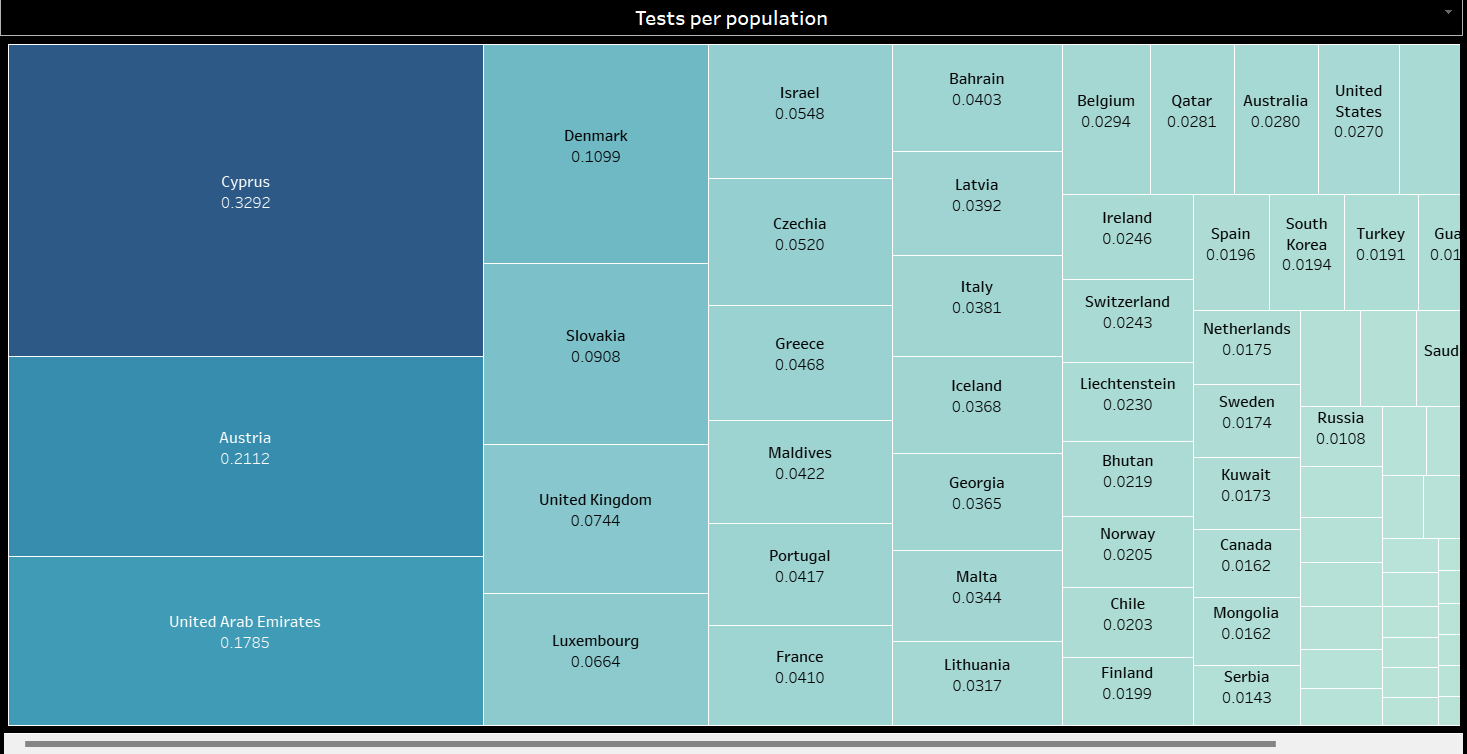 Tests per population
Cyprus
0.3292
Austria
0.2112
United Arab Emirates
0.1785
Denmark
0.1099
Slovakia
0.0908
United Kingdom
0.0744
Luxembourg
0.0664
Israel
0.0548
Czechia
0.0520
Greece
0.0468
Maldives
0.0422
Portugal
0.0417
France
0.0410
Bahrain
0.0403
Latvia
0.0392
Italy
0.0381
Iceland
0.0368
Georgia
0.0365
Malta
0.0344
Lithuania
0.0317
Belgium
0.0294
Qatar
0.0281
Australia
0.0280
United
States
0.0270
Ireland
0.0246
Switzerland
0.0243
Liechtenstein
0.0230
Bhutan
0.0219
Norway
0.0205
Chile
0.0203
Finland
0.0199
Spain
0.0196
South
Korea
0.0194
Turkey
0.0191
Gua
0.01
Netherlands
0.0175
Sweden
0.0174
Kuwait
0.0173
Canada
0.0162
Mongolia
0.0162
Serbia
0.0143
Saud
Russia
0.0108